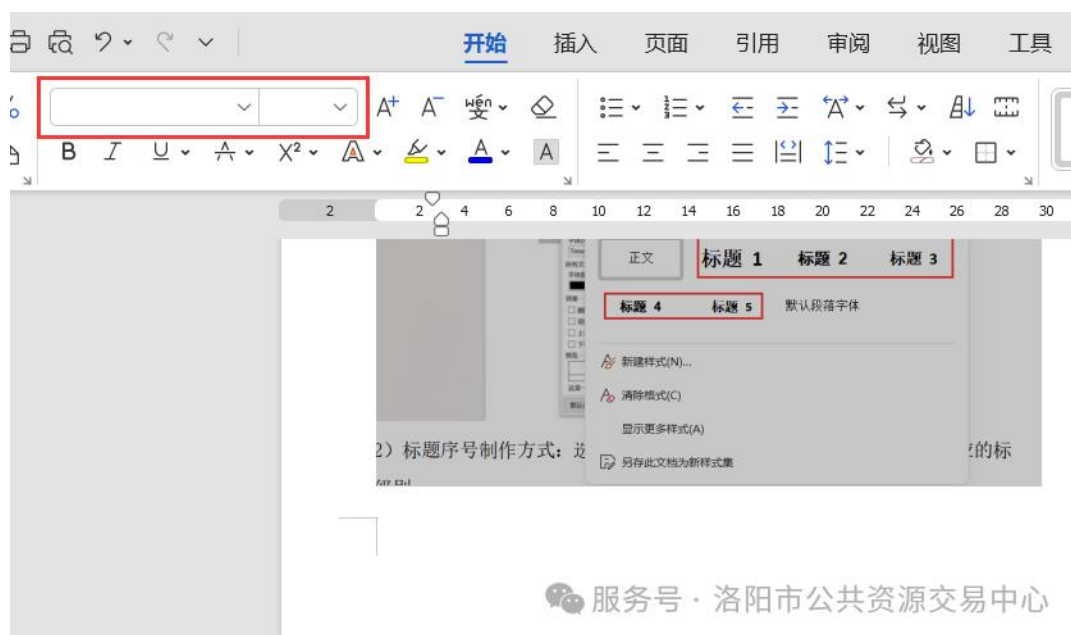 开始 插入 页面 引用 审阅 视图 工具
A+ A- wén 变
B I U A X² A A A
2 2 4 6 8 10 12 14 16 18 20 22 24 26 28 30
正文 标题 1 标题 2 标题 3
标题 4 标题 5 默认段落字体
新建样式(N)...
清除格式(C)
显示更多样式(A)
2）标题序号制作方式：
的标
另存此文档为新样式集
服务号 · 洛阳市公共资源交易中心